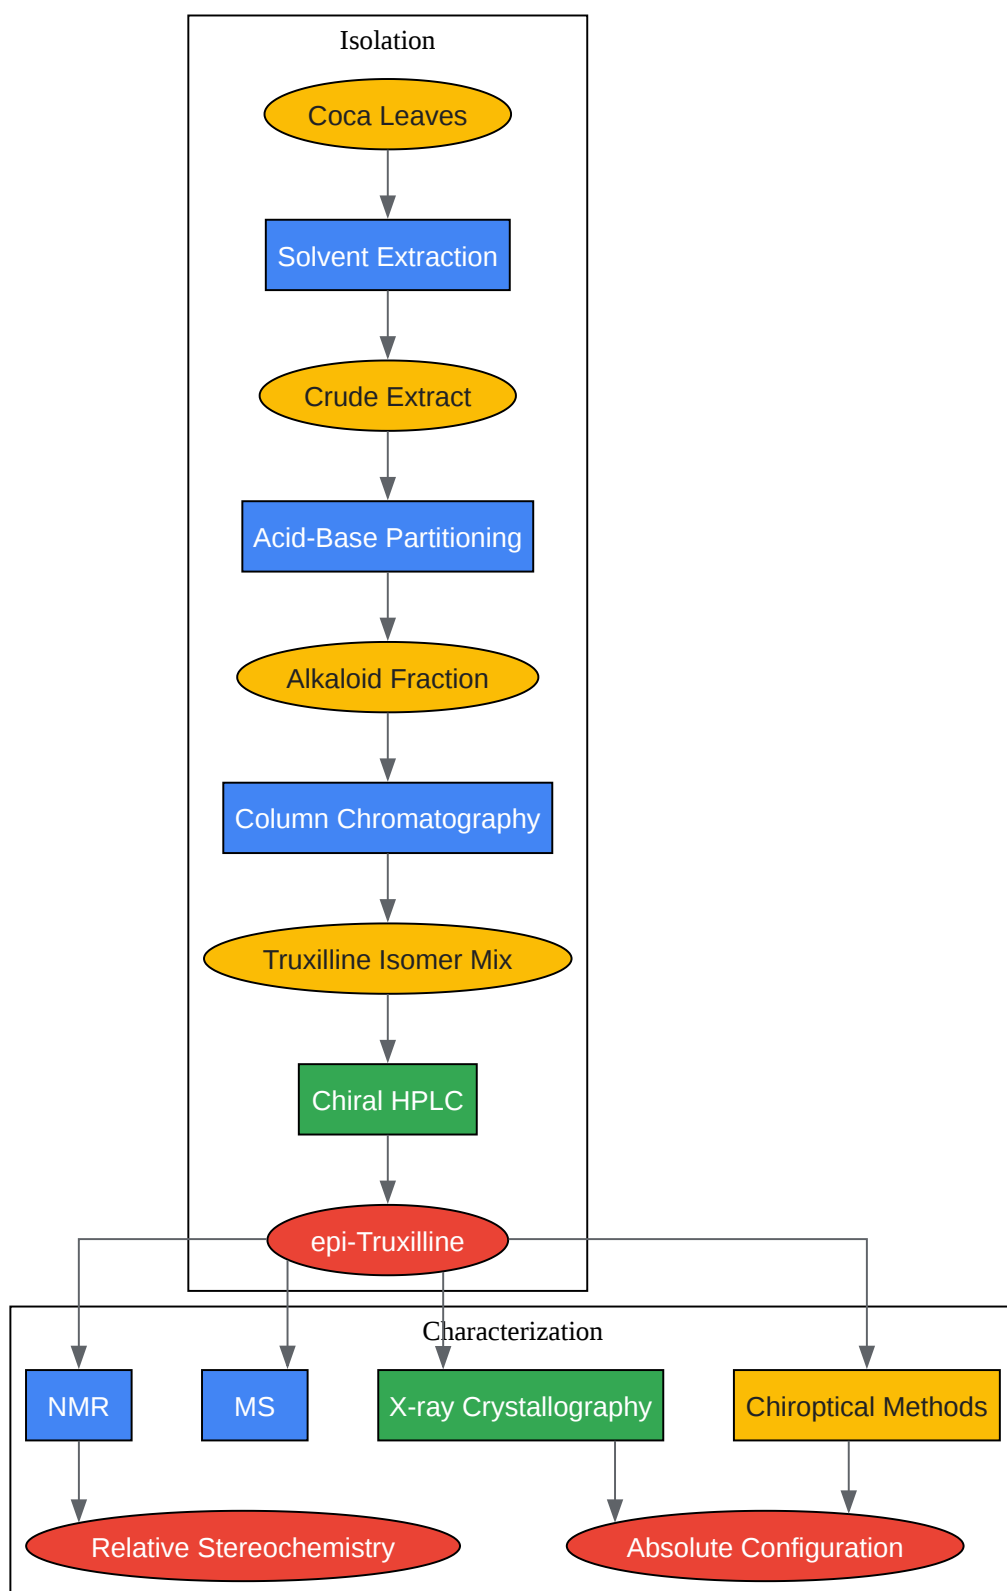 Isolation
Coca Leaves
Solvent Extraction
Crude Extract
Acid-Base Partitioning
Alkaloid Fraction
Column Chromatography
Truxilline Isomer Mix
Chiral HPLC
epi-Truxilline
Characterization
NMR
MS
X-ray Crystallography
Chiroptical Methods
Relative Stereochemistry
Absolute Configuration